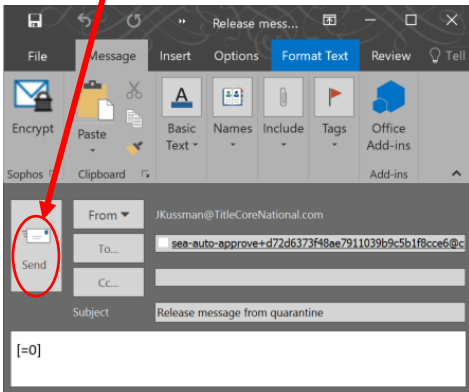 Release mess...
File Message Insert Options Format Text Review Tell
Encrypt Paste Basic Text Names Include Tags Office Add-ins
Sophos Clipboard Add-ins
Send
From JKussman@TitleCoreNational.com
To... sea-auto-approve+d72d6373f48ae7911039b9c5b1f8cce6@c
Cc...
Subject Release message from quarantine
[=0]